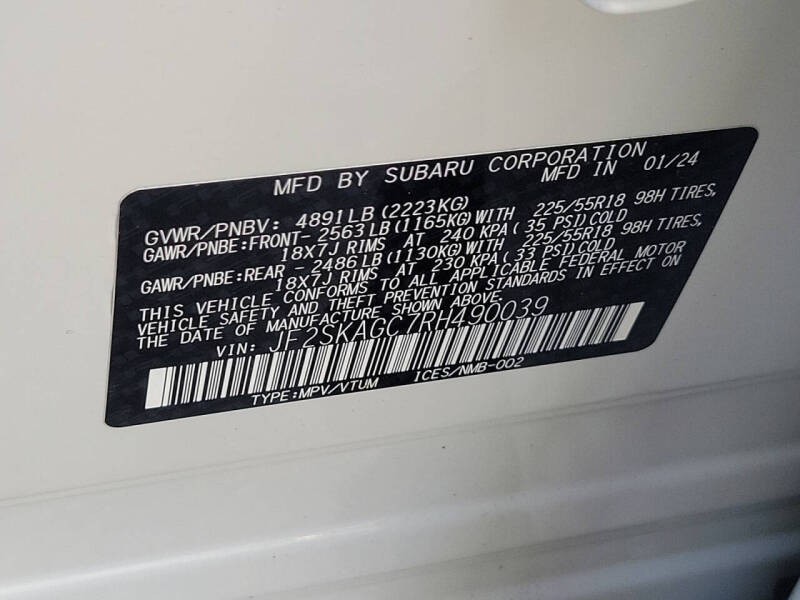 MFD BY SUBARU CORPORATION
MFD IN 01/24
GVWR/PNBV: 4891LB(2223KG)
GAWR/PNBE:FRONT-2563LB(1165KG)WITH 225/55R18 98H TIRES,
18X7J RIMS AT 240 KPA(35 PSI)COLD
GAWR/PNBE:REAR -2486LB(1130KG)WITH 225/55R18 98H TIRES,
18X7J RIMS AT 230 KPA(33 PSI)COLD
THIS VEHICLE CONFORMS TO ALL APPLICABLE FEDERAL MOTOR
VEHICLE SAFETY AND THEFT PREVENTION STANDARDS IN EFFECT ON
THE DATE OF MANUFACTURE SHOWN ABOVE.
VIN: JF2SKAGC7RH490039
TYPE:MPV/VTUM ICES/NMB-002